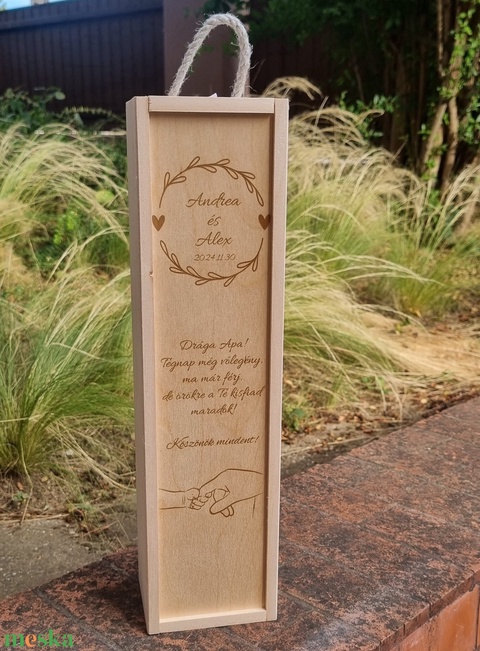 Andrea
és
Alex
2024.11.30.
Drága Apa!
Tegnap még vőlegény,
ma már férj,
de örökre a Te kisfiad
maradok!
Köszönök mindent!
meska